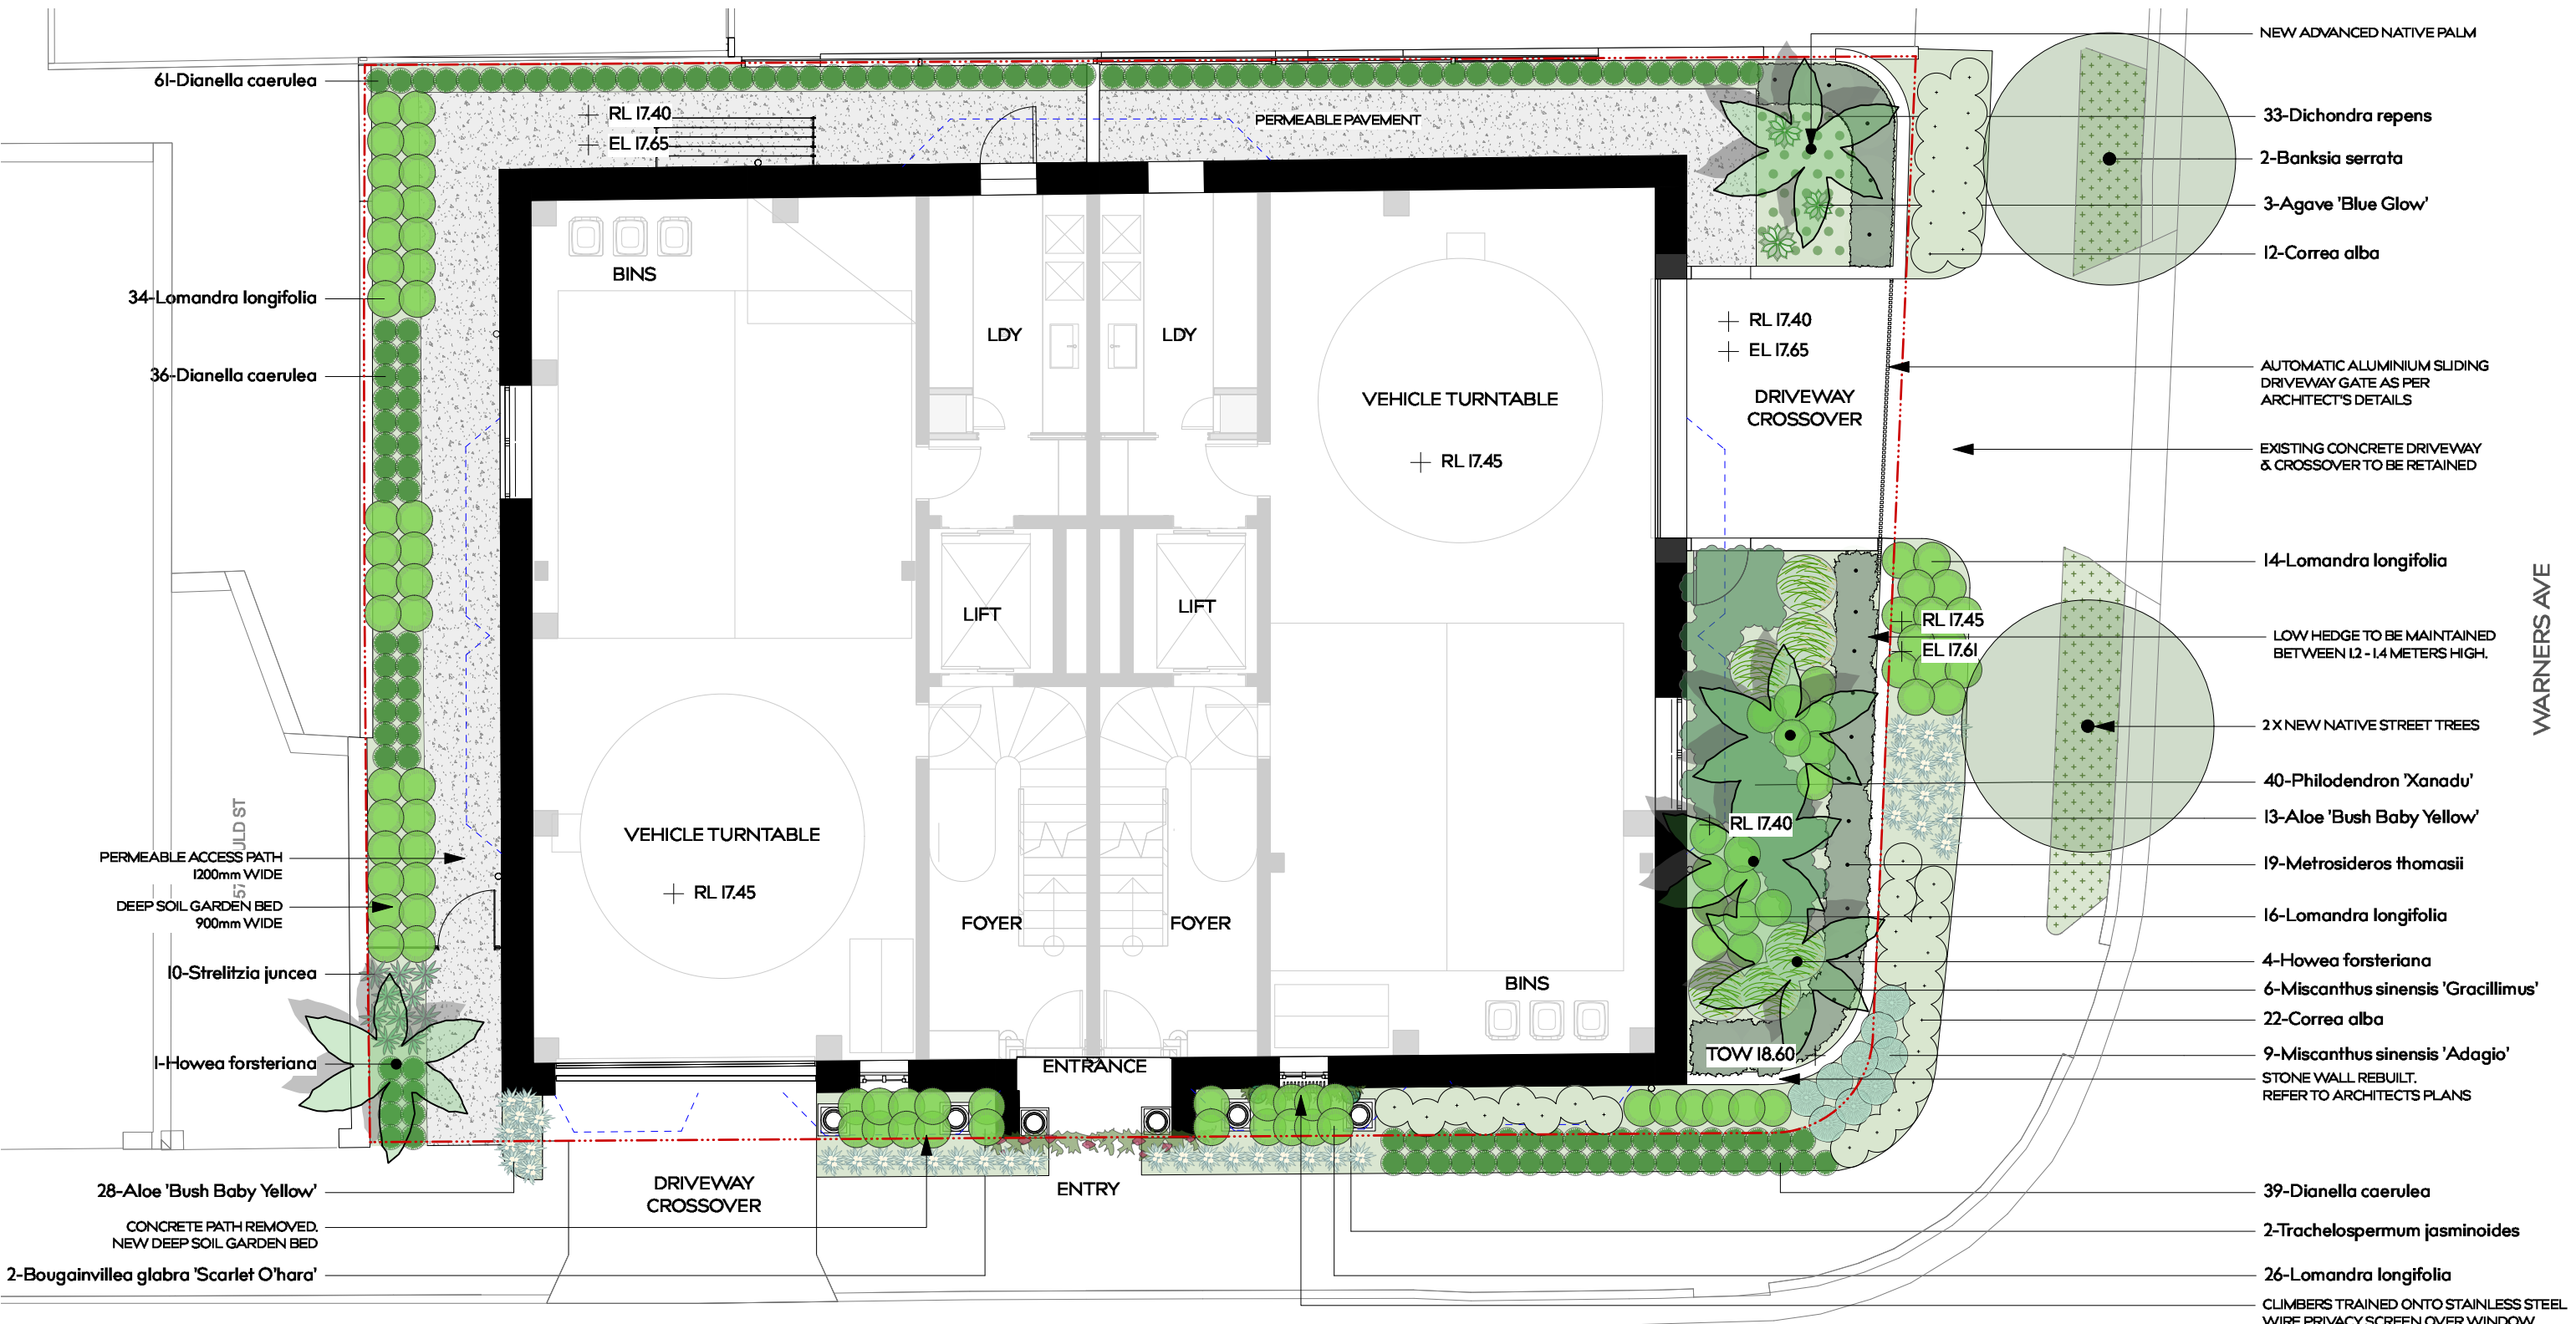 NEW ADVANCED NATIVE PALM
61-Dianella caerulea
RL 17.40
EL 17.65
PERMEABLE PAVEMENT
33-Dichondra repens
2-Banksia serrata
3-Agave 'Blue Glow'
12-Correa alba
BINS
34-Lomandra longifolia
LDY
LDY
RL 17.40
EL 17.65
36-Dianella caerulea
VEHICLE TURNTABLE
RL 17.45
DRIVEWAY
CROSSOVER
AUTOMATIC ALUMINIUM SLIDING
DRIVEWAY GATE AS PER
ARCHITECT'S DETAILS
EXISTING CONCRETE DRIVEWAY
& CROSSOVER TO BE RETAINED
14-Lomandra longifolia
LIFT
LIFT
RL 17.45
EL 17.61
LOW HEDGE TO BE MAINTAINED
BETWEEN 1.2 - 1.4 METERS HIGH.
WARNERS AVE
2 X NEW NATIVE STREET TREES
40-Philodendron 'Xanadu'
13-Aloe 'Bush Baby Yellow'
RL 17.40
VEHICLE TURNTABLE
RL 17.45
19-Metrosideros thomasii
PERMEABLE ACCESS PATH
1200mm WIDE
DEEP SOIL GARDEN BED
900mm WIDE
FOYER
FOYER
16-Lomandra longifolia
4-Howea forsteriana
10-Strelitzia juncea
BINS
6-Miscanthus sinensis 'Gracillimus'
22-Correa alba
1-Howea forsteriana
ENTRANCE
TOW 18.60
9-Miscanthus sinensis 'Adagio'
STONE WALL REBUILT.
REFER TO ARCHITECTS PLANS
28-Aloe 'Bush Baby Yellow'
DRIVEWAY
CROSSOVER
ENTRY
39-Dianella caerulea
CONCRETE PATH REMOVED.
NEW DEEP SOIL GARDEN BED
2-Trachelospermum jasminoides
2-Bougainvillea glabra 'Scarlet O'hara'
26-Lomandra longifolia
CLIMBERS TRAINED ONTO STAINLESS STEEL
WIRE PRIVACY SCREEN OVER WINDOW